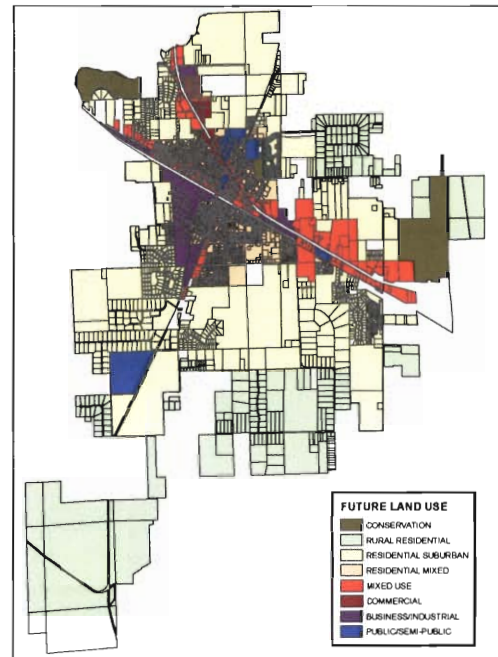 FUTURE LAND USE
CONSERVATION
RURAL RESIDENTIAL
RESIDENTIAL SUBURBAN
RESIDENTIAL MIXED
MIXED USE
COMMERCIAL
BUSINESS/INDUSTRIAL
PUBLIC/SEMI-PUBLIC